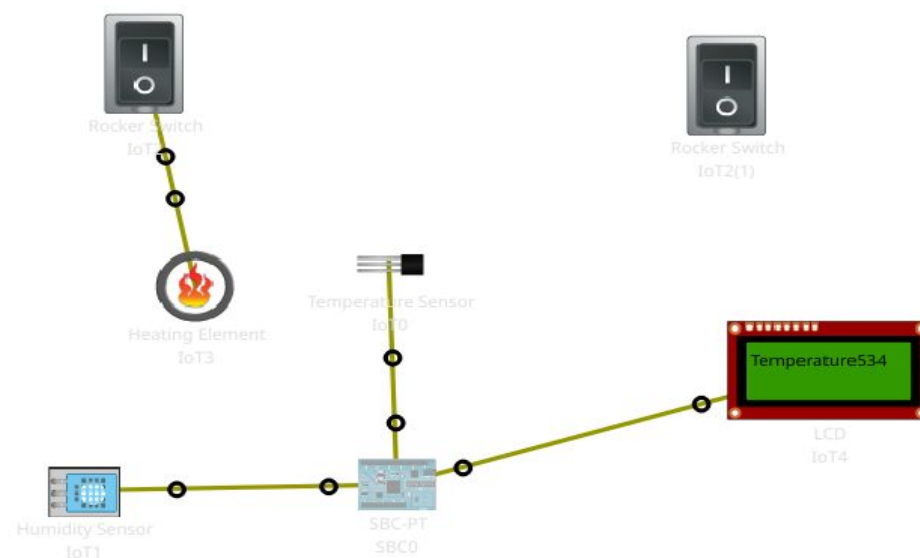 Rocker Switch
Rocker Switch
IoT2(1)
Temperature Sensor
IoT0
Heating Element
IoT3
Temperature534
LCD
IoT4
SBC-PT
SBC0
Humidity Sensor
IoT1